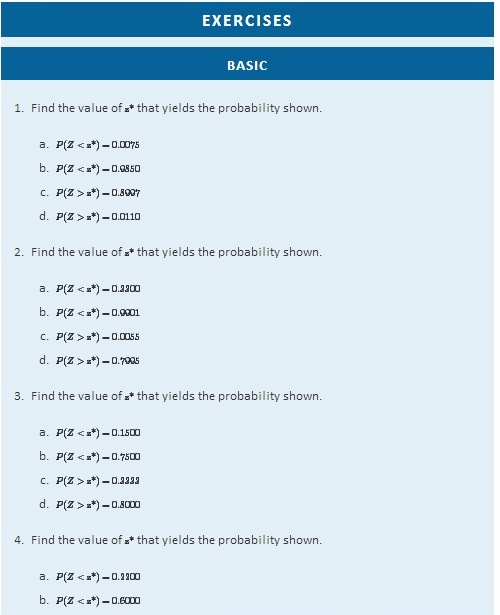 EXERCISES
BASIC
1. Find the value of z* that yields the probability shown.
a. P(Z < z*) = 0.0075
b. P(Z < z*) = 0.9850
c. P(Z > z*) = 0.8997
d. P(Z > z*) = 0.0110
2. Find the value of z* that yields the probability shown.
a. P(Z < z*) = 0.3300
b. P(Z < z*) = 0.9901
c. P(Z > z*) = 0.0055
d. P(Z > z*) = 0.7995
3. Find the value of z* that yields the probability shown.
a. P(Z < z*) = 0.1500
b. P(Z < z*) = 0.7500
c. P(Z > z*) = 0.3333
d. P(Z > z*) = 0.8000
4. Find the value of z* that yields the probability shown.
a. P(Z < z*) = 0.2200
b. P(Z < z*) = 0.6000